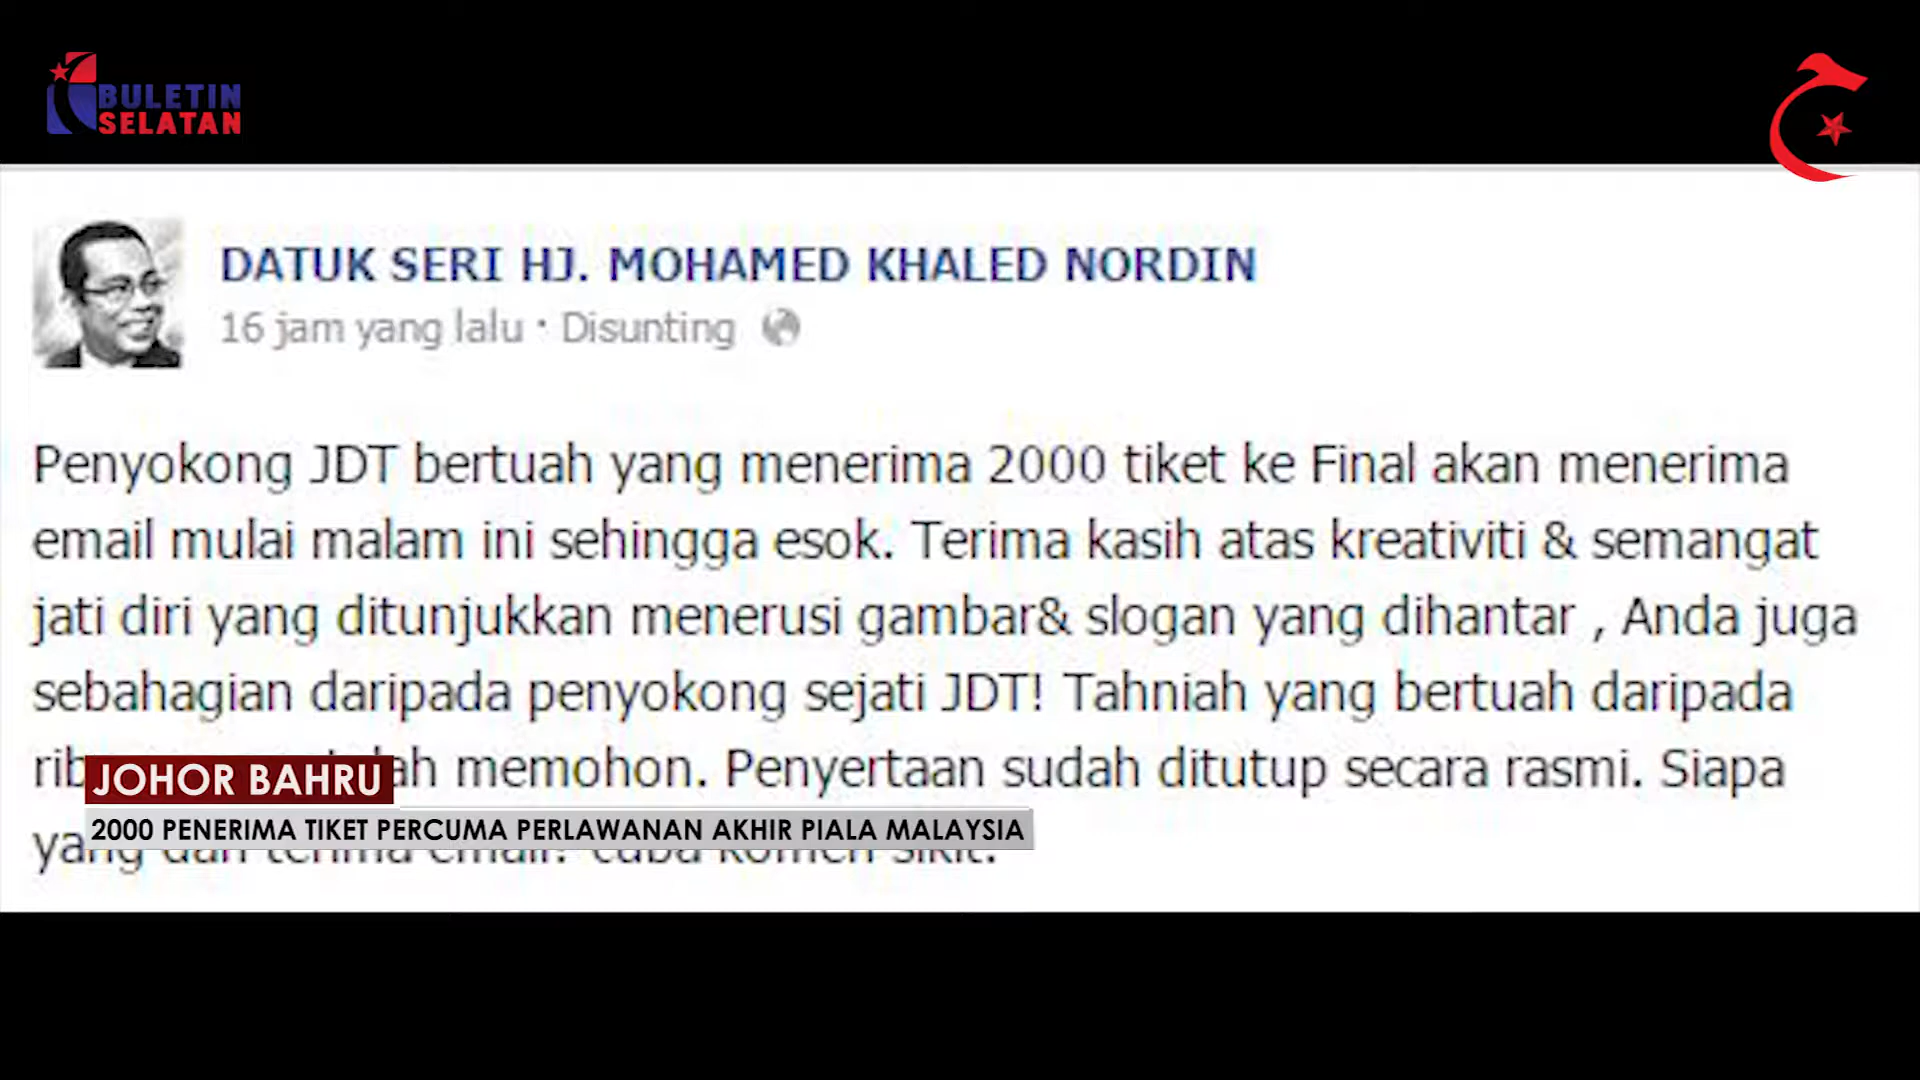 BULETIN
SELATAN
DATUK SERI HJ. MOHAMED KHALED NORDIN
16 jam yang lalu · Disunting
Penyokong JDT bertuah yang menerima 2000 tiket ke Final akan menerima
email mulai malam ini sehingga esok. Terima kasih atas kreativiti & semangat
jati diri yang ditunjukkan menerusi gambar& slogan yang dihantar , Anda juga
sebahagian daripada penyokong sejati JDT! Tahniah yang bertuah daripada
memohon. Penyertaan sudah ditutup secara rasmi. Siapa
JOHOR BAHRU
2000 PENERIMA TIKET PERCUMA PERLAWANAN AKHIR PIALA MALAYSIA